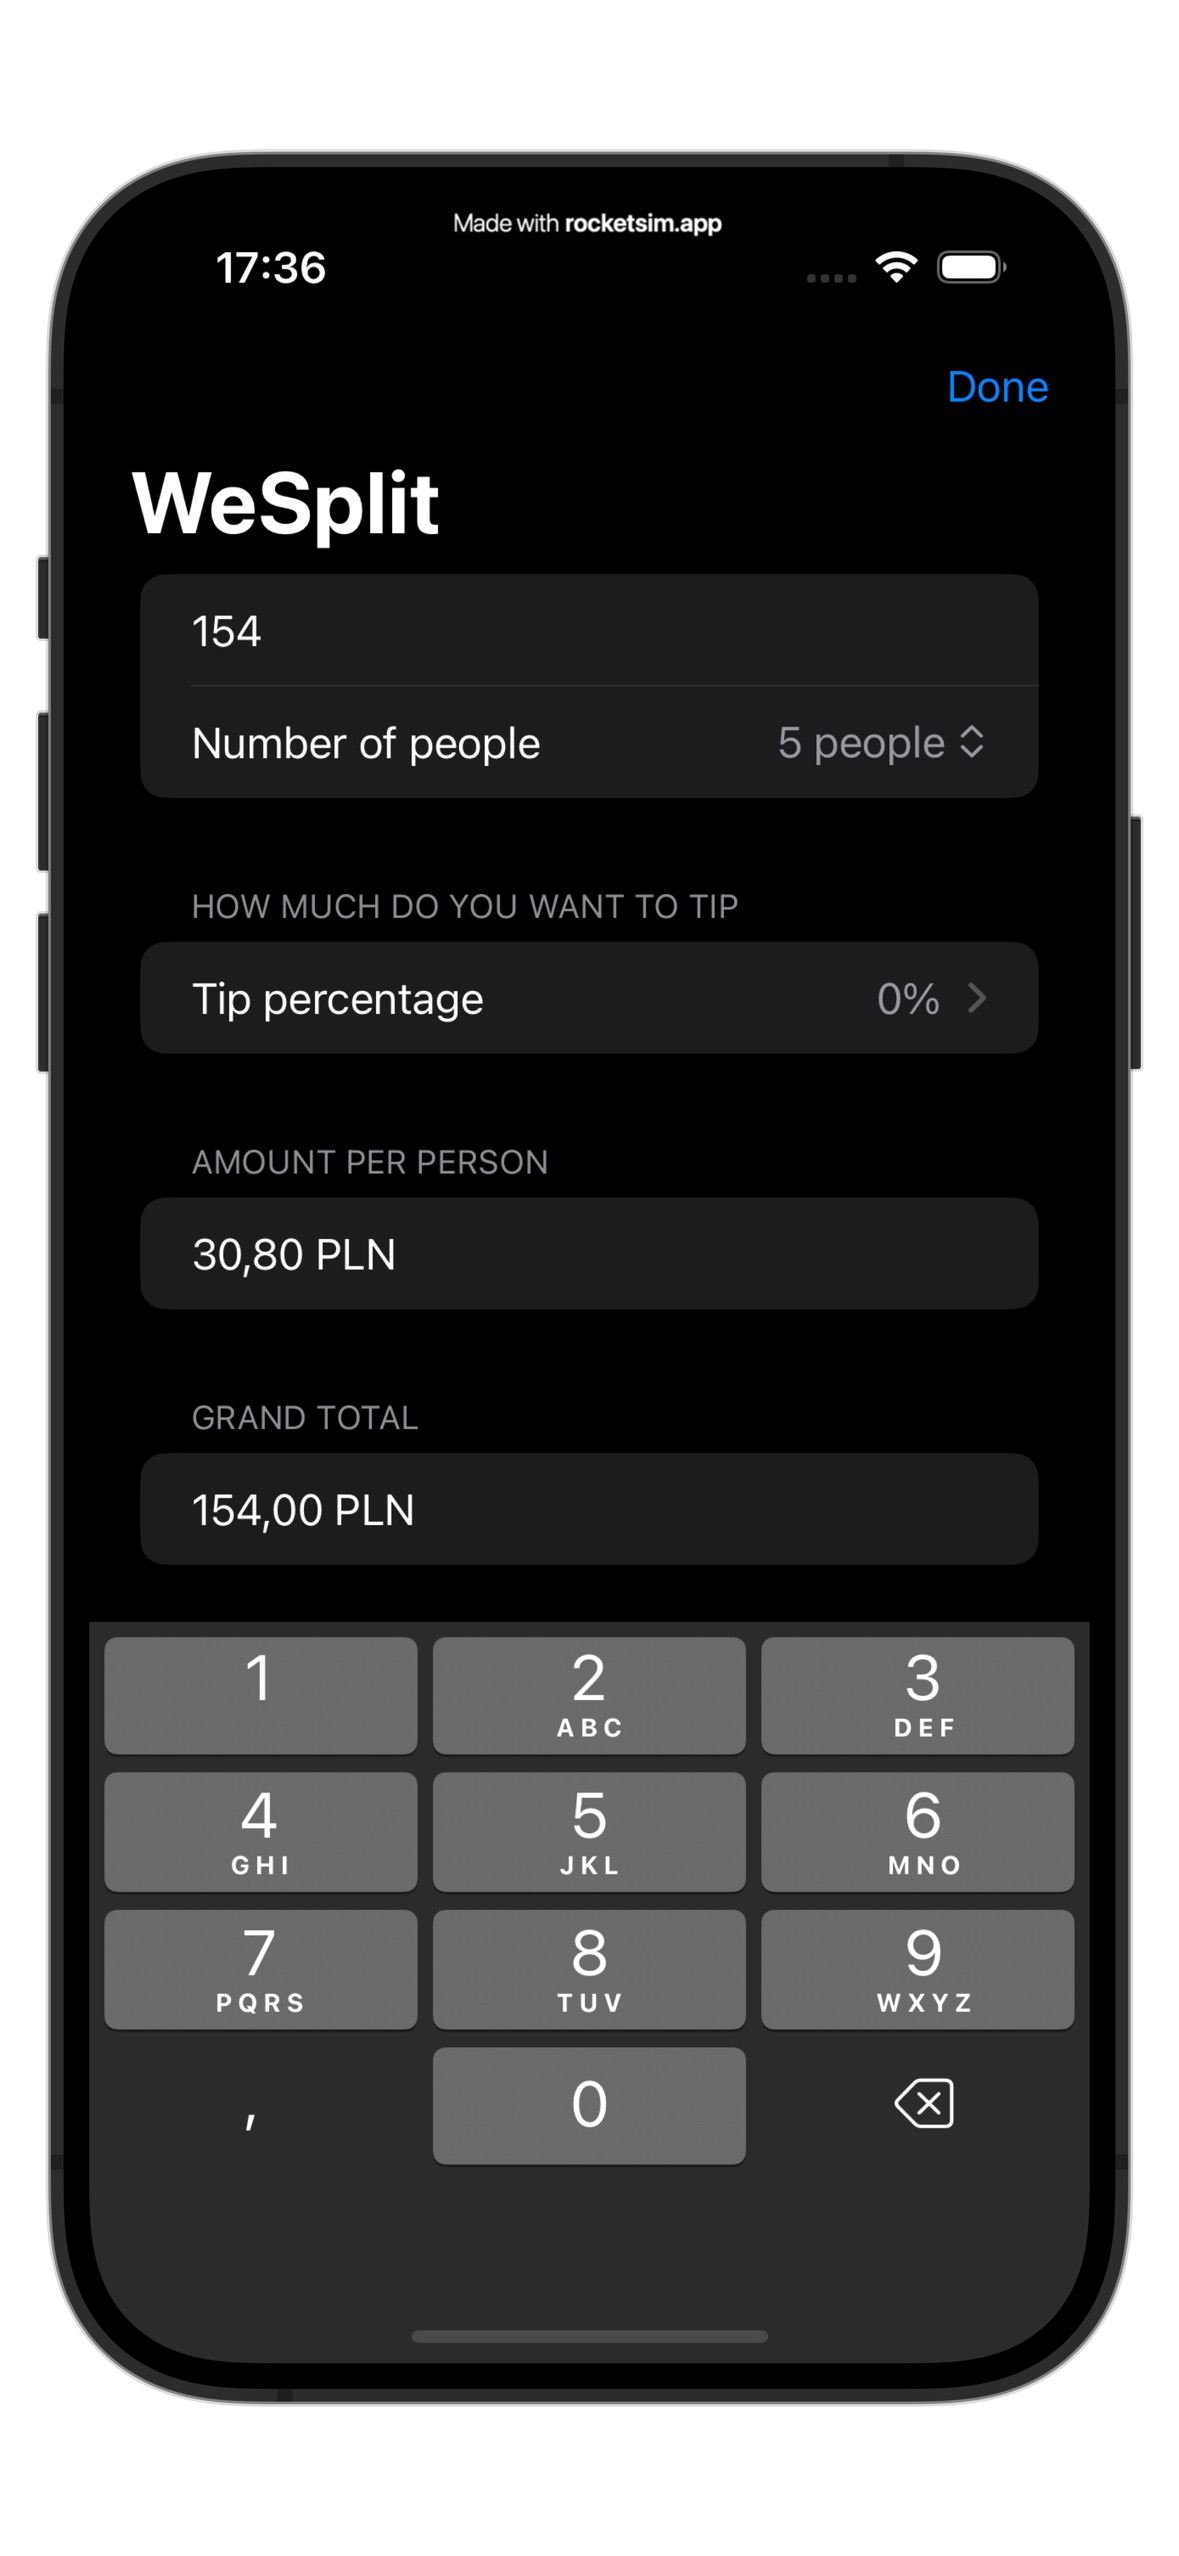 Made with rocketsim.app
17:36
Done
WeSplit
154
Number of people 5 people
HOW MUCH DO YOU WANT TO TIP
Tip percentage 0%
AMOUNT PER PERSON
30,80 PLN
GRAND TOTAL
154,00 PLN
1 2 3
ABC DEF
4 5 6
GHI JKL MNO
7 8 9
PQRS TUV WXYZ
, 0